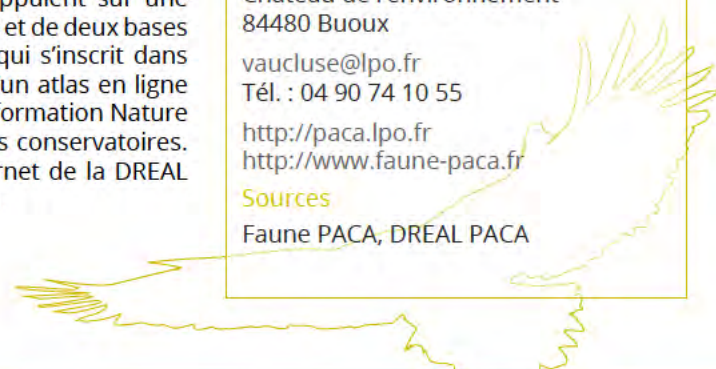 et de deux bases
qui s’inscrit dans
un atlas en ligne
formation Nature
s conservatoires.
rnet de la DREAL
84480 Buoux
vaucluse@lpo.fr
Tél. : 04 90 74 10 55
http://paca.lpo.fr
http://www.faune-paca.fr
Sources
Faune PACA, DREAL PACA